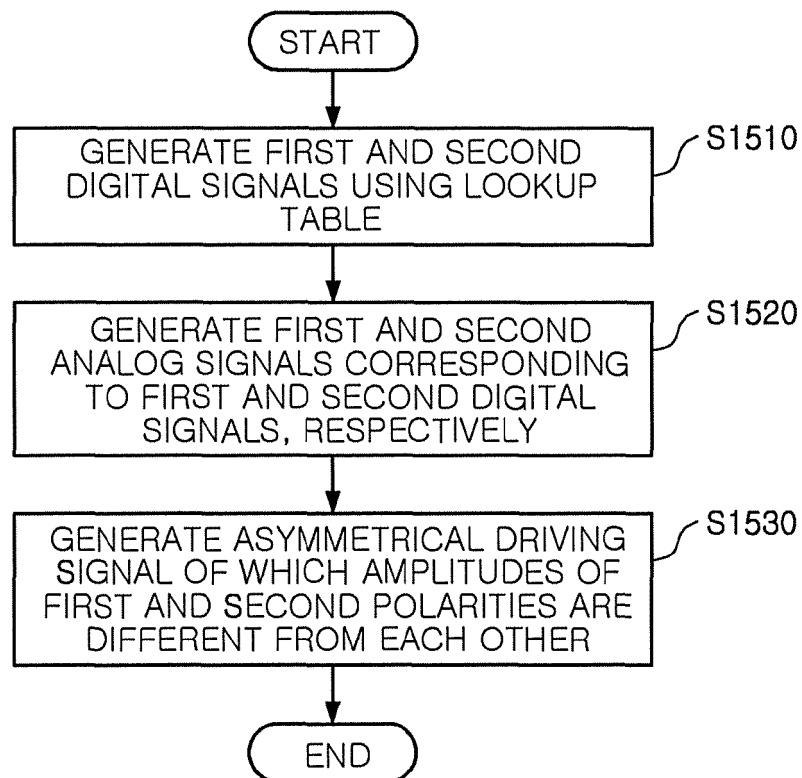 START
GENERATE FIRST AND SECOND
DIGITAL SIGNALS USING LOOKUP
TABLE
S1510
GENERATE FIRST AND SECOND
ANALOG SIGNALS CORRESPONDING
TO FIRST AND SECOND DIGITAL
SIGNALS, RESPECTIVELY
S1520
GENERATE ASYMMETRICAL DRIVING
SIGNAL OF WHICH AMPLITUDES OF
FIRST AND SECOND POLARITIES ARE
DIFFERENT FROM EACH OTHER
S1530
END